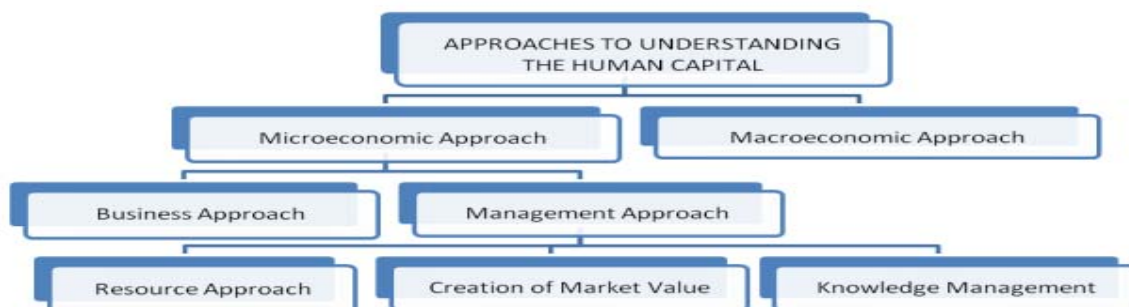 APPROACHES TO UNDERSTANDING
THE HUMAN CAPITAL
Microeconomic Approach
Macroeconomic Approach
Business Approach
Management Approach
Resource Approach
Creation of Market Value
Knowledge Management